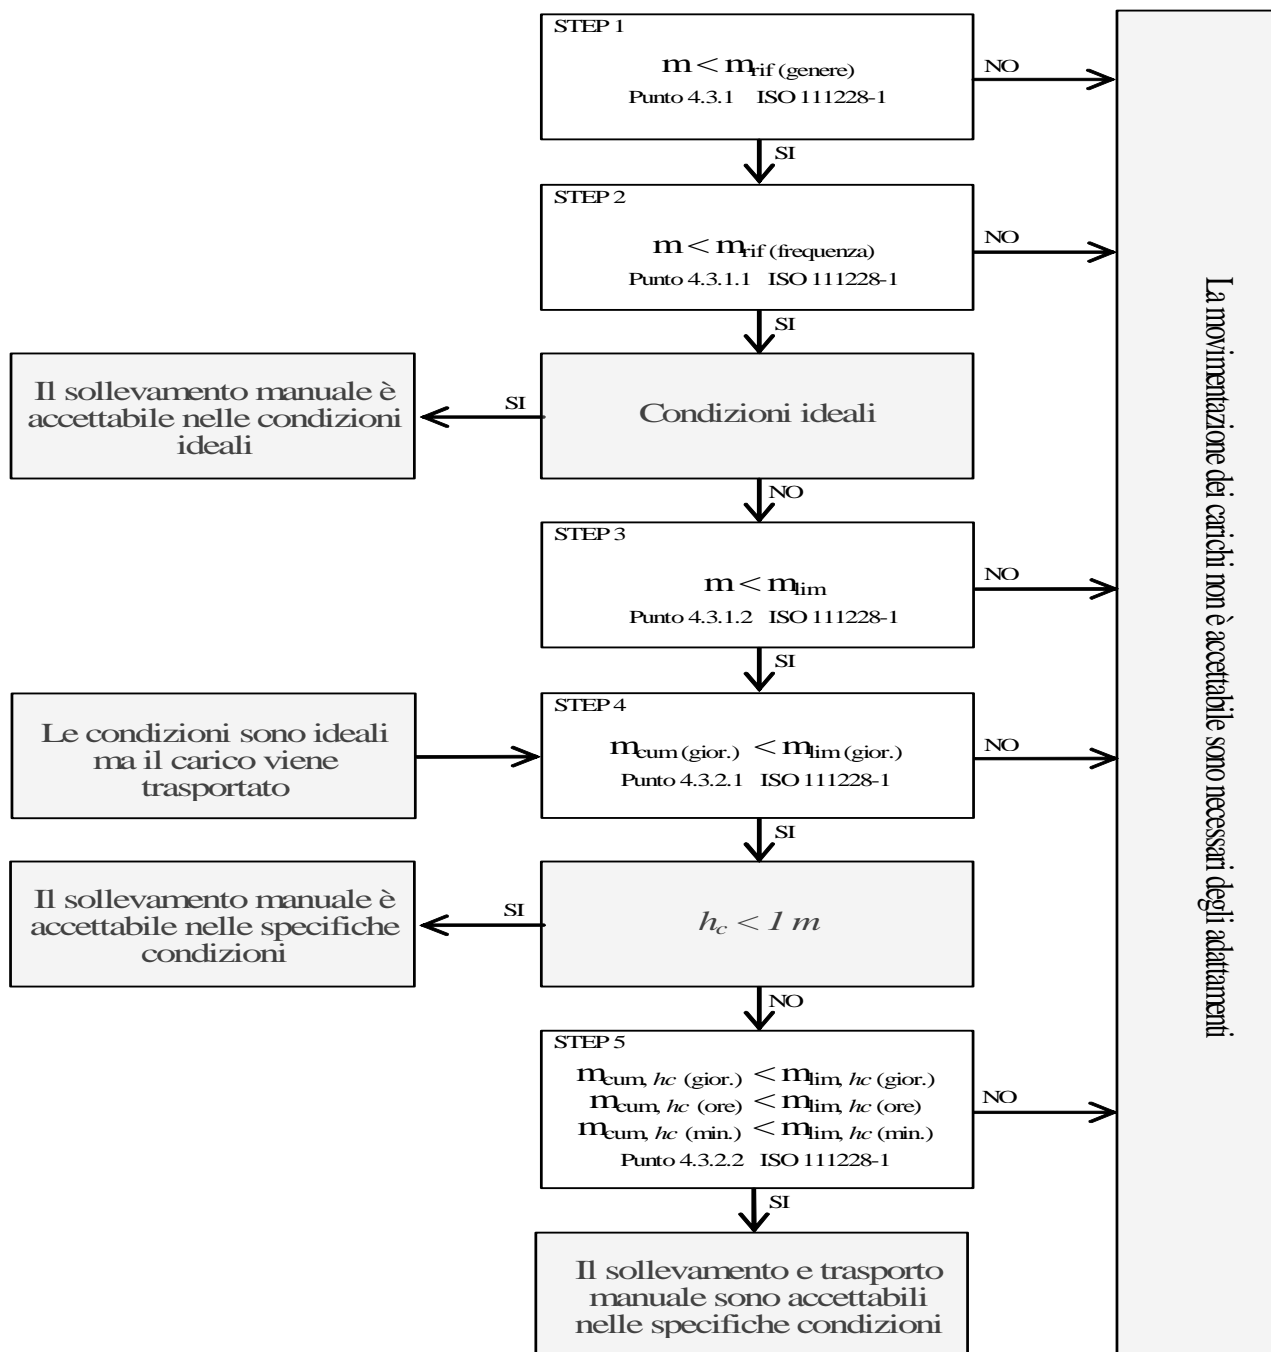 STEP 1
m < mrif (genere)
Punto 4.3.1 ISO 111228-1
NO
SI
STEP 2
m < mrif (frequenza)
Punto 4.3.1.1 ISO 111228-1
NO
SI
Il sollevamento manuale è
accettabile nelle condizioni
ideali
SI
Condizioni ideali
NO
STEP 3
m < mlim
Punto 4.3.1.2 ISO 111228-1
NO
SI
Le condizioni sono ideali
ma il carico viene
trasportato
STEP 4
mcum (gior.) < mlim (gior.)
Punto 4.3.2.1 ISO 111228-1
NO
SI
Il sollevamento manuale è
accettabile nelle specifiche
condizioni
SI
hc < 1 m
NO
STEP 5
mcum, hc (gior.) < mlim, hc (gior.)
mcum, hc (ore) < mlim, hc (ore)
mcum, hc (min.) < mlim, hc (min.)
Punto 4.3.2.2 ISO 111228-1
NO
SI
Il sollevamento e trasporto
manuale sono accettabili
nelle specifiche condizioni
La movimentazione dei carichi non è accettabile sono necessari degli adattamenti